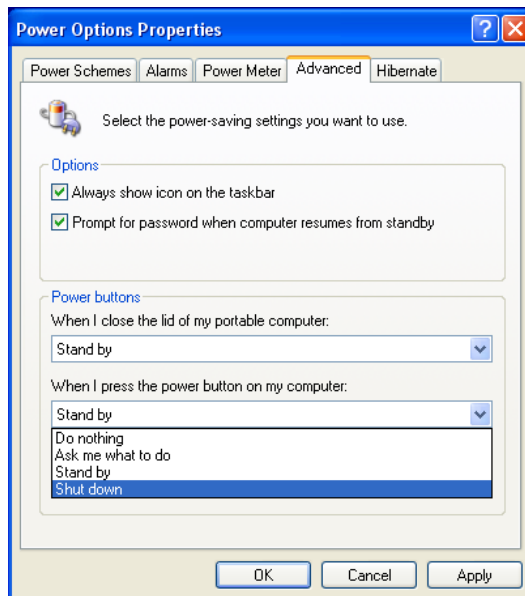 Power Options Properties
Power Schemes
Alarms
Power Meter
Advanced
Hibernate
Select the power-saving settings you want to use.
Options
Always show icon on the taskbar
Prompt for password when computer resumes from standby
Power buttons
When I close the lid of my portable computer:
Stand by
When I press the power button on my computer:
Stand by
Do nothing
Ask me what to do
Stand by
Shut down
OK
Cancel
Apply